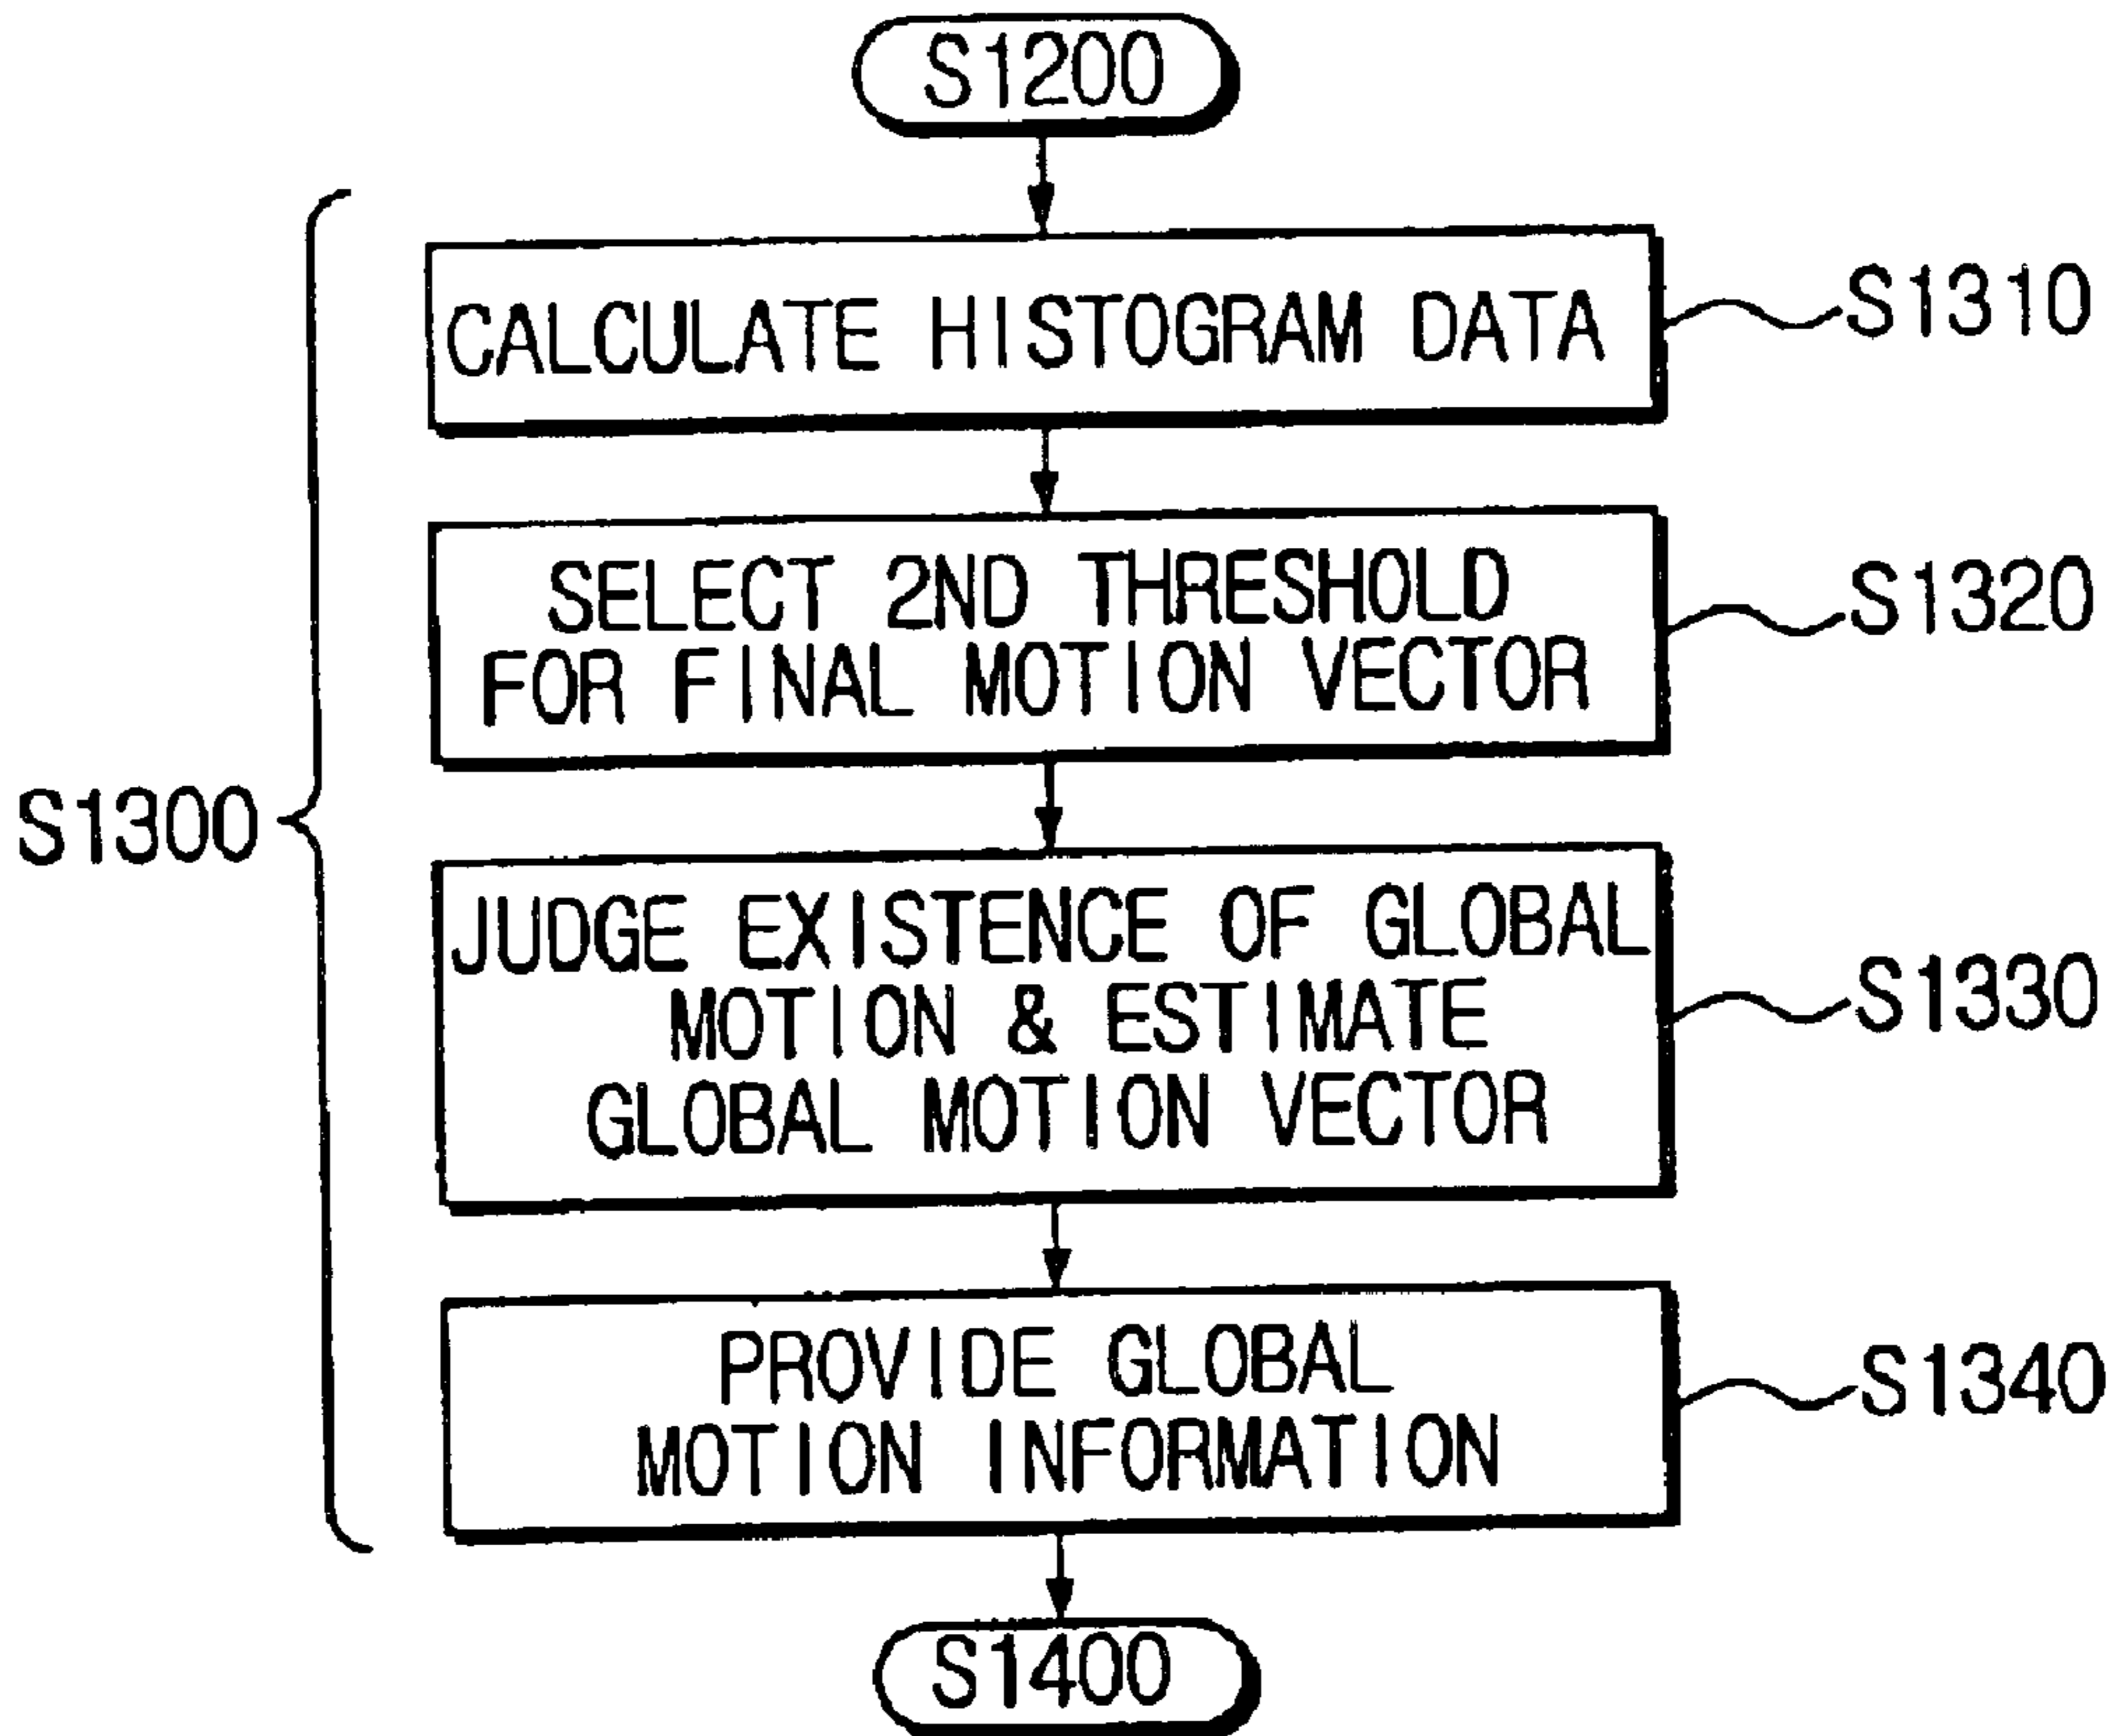 S1200
CALCULATE HISTOGRAM DATA
S1310
SELECT 2ND THRESHOLD
FOR FINAL MOTION VECTOR
S1320
S1300
JUDGE EXISTENCE OF GLOBAL
MOTION & ESTIMATE
GLOBAL MOTION VECTOR
S1330
PROVIDE GLOBAL
MOTION INFORMATION
S1340
S1400